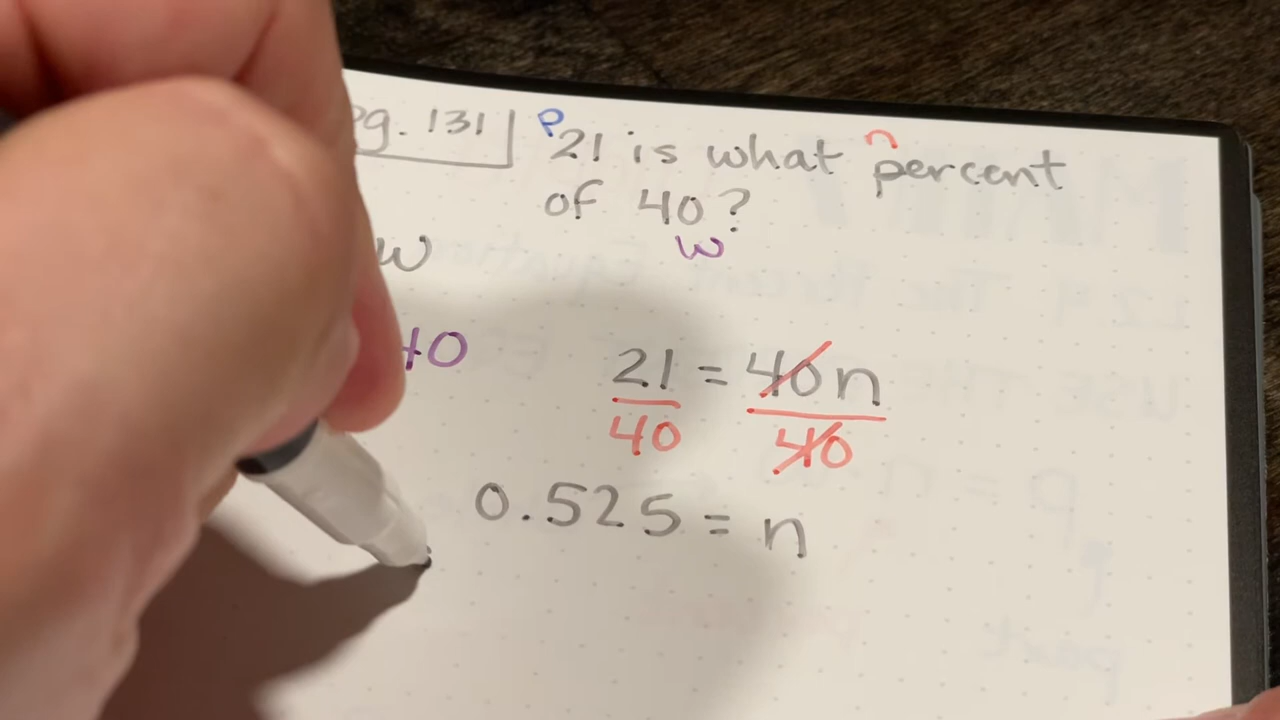 pg. 131 P 21 is what n percent
of 40?
w w
40 21 = 40n
40 40
0.525 = n